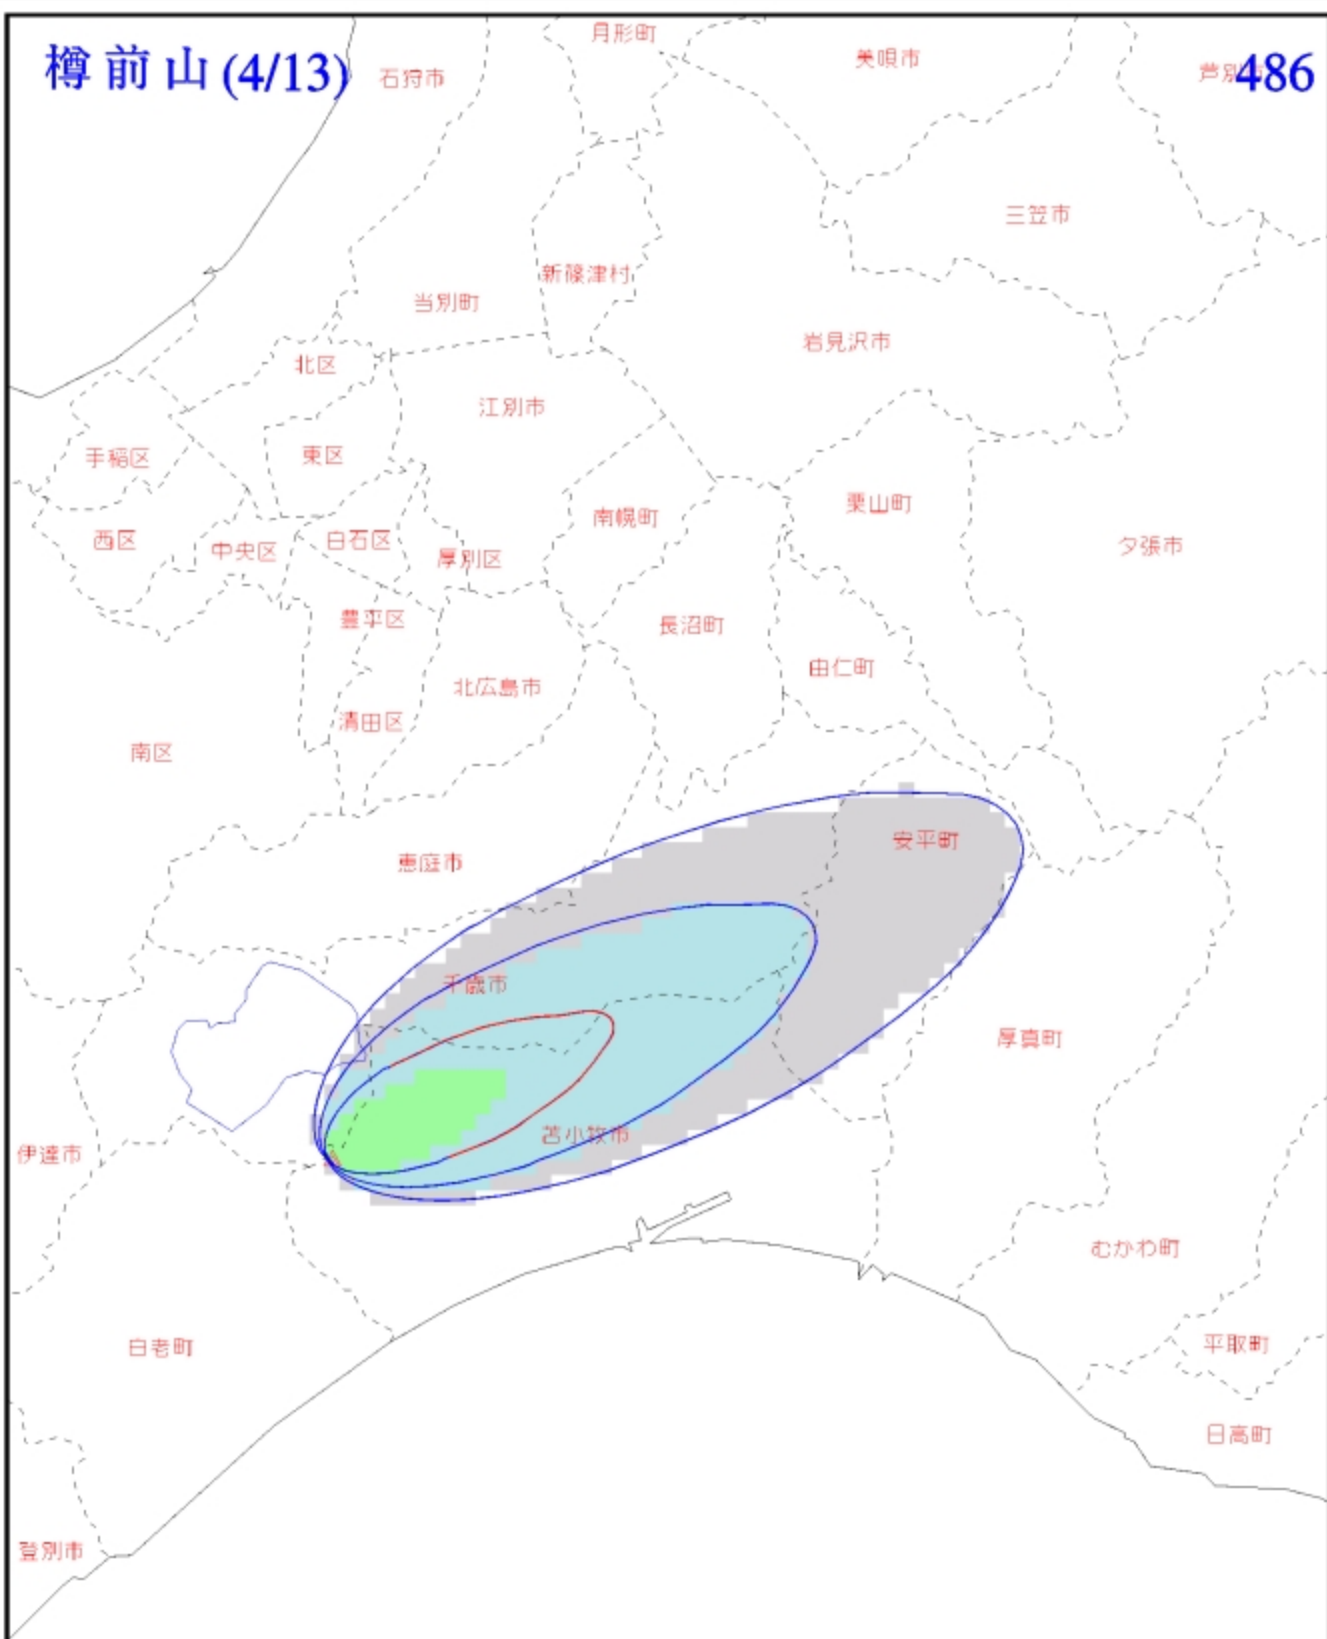 樽前山(4/13)
486
月形町
石狩市
美唄市
芦別市
三笠市
新篠津村
当別町
岩見沢市
北区
江別市
手稲区
東区
南幌町
栗山町
西区
中央区
白石区
厚別区
夕張市
豊平区
長沼町
由仁町
北広島市
清田区
南区
安平町
恵庭市
千歳市
厚真町
苫小牧市
伊達市
むかわ町
白老町
平取町
日高町
登別市